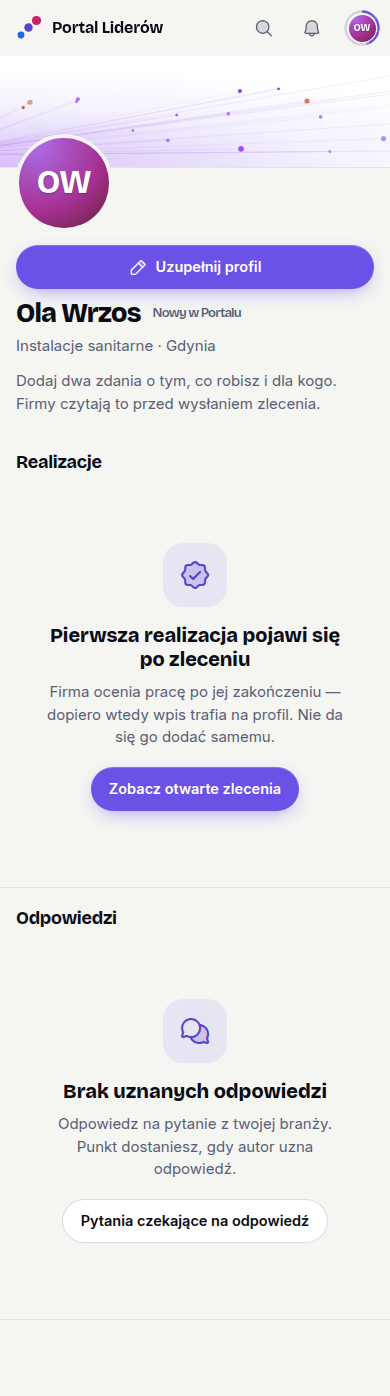 Portal Liderów
OW
OW
Uzupełnij profil
Ola Wrzos Nowy w Portalu
Instalacje sanitarne · Gdynia
Dodaj dwa zdania o tym, co robisz i dla kogo.
Firmy czytają to przed wysłaniem zlecenia.
Realizacje
Pierwsza realizacja pojawi się
po zleceniu
Firma ocenia pracę po jej zakończeniu —
dopiero wtedy wpis trafia na profil. Nie da
się go dodać samemu.
Zobacz otwarte zlecenia
Odpowiedzi
Brak uznanych odpowiedzi
Odpowiedz na pytanie z twojej branży.
Punkt dostaniesz, gdy autor uzna
odpowiedź.
Pytania czekające na odpowiedź